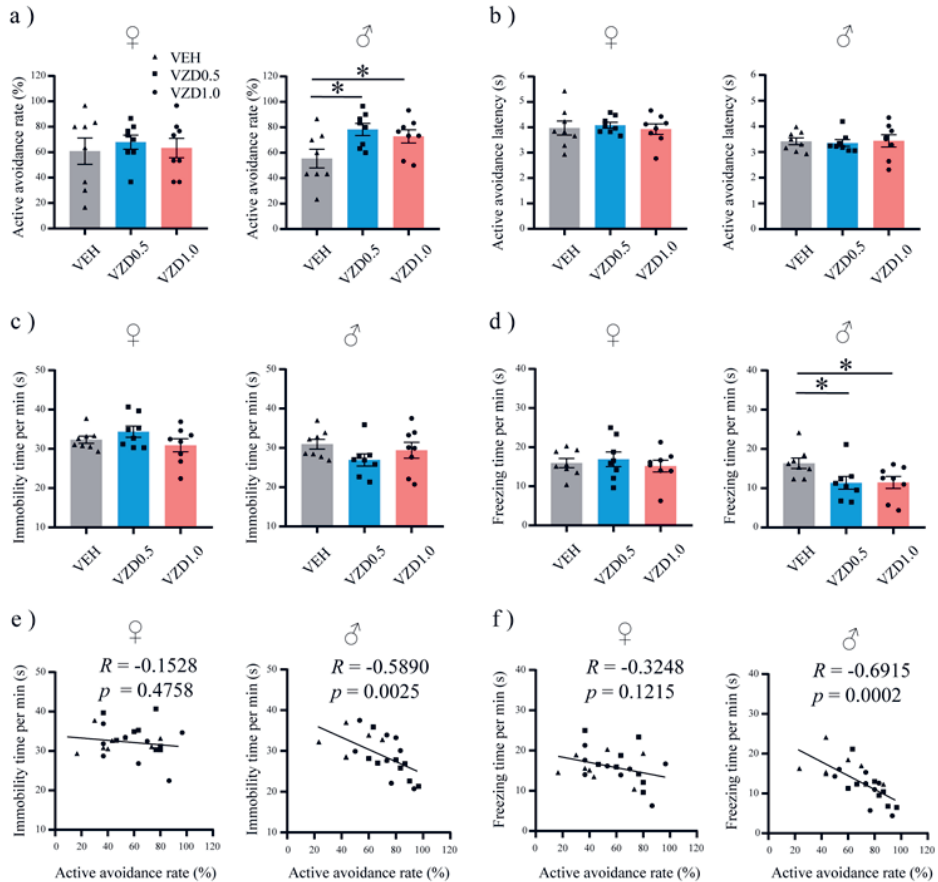 a ) b )
♀ ♂ ♀ ♂
▲ VEH
■ VZD0.5
● VZD1.0
Active avoidance rate (%)
120
100
80
60
40
20
0
VEH VZD0.5 VZD1.0
Active avoidance rate (%)
120
100
80
60
40
20
0
* *
VEH VZD0.5 VZD1.0
Active avoidance latency (s)
6
5
4
3
2
1
0
VEH VZD0.5 VZD1.0
Active avoidance latency (s)
6
5
4
3
2
1
0
VEH VZD0.5 VZD1.0
c ) d )
♀ ♂ ♀ ♂
Immobility time per min (s)
50
40
30
20
10
VEH VZD0.5 VZD1.0
Immobility time per min (s)
50
40
30
20
10
VEH VZD0.5 VZD1.0
Freezing time per min (s)
40
30
20
10
0
VEH VZD0.5 VZD1.0
Freezing time per min (s)
40
30
20
10
0
* *
VEH VZD0.5 VZD1.0
e ) f )
♀ ♂ ♀ ♂
R = -0.1528
p = 0.4758
Immobility time per min (s)
50
40
30
20
10
0 20 40 60 80 100 120
Active avoidance rate (%)
R = -0.5890
p = 0.0025
Immobility time per min (s)
50
40
30
20
10
0 20 40 60 80 100 120
Active avoidance rate (%)
R = -0.3248
p = 0.1215
Freezing time per min (s)
40
30
20
10
0
0 20 40 60 80 100 120
Active avoidance rate (%)
R = -0.6915
p = 0.0002
Freezing time per min (s)
40
30
20
10
0
0 20 40 60 80 100 120
Active avoidance rate (%)